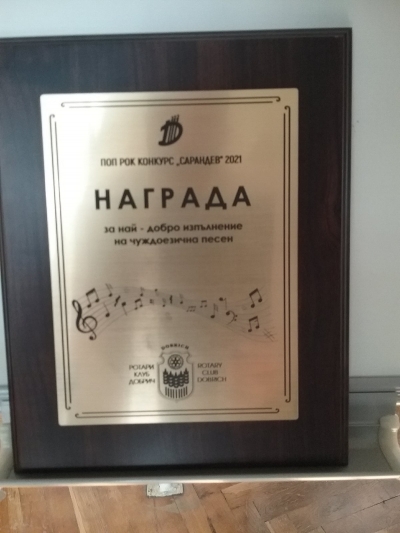 ПОП РОК КОНКУРС „САРАНДЕВ" 2021
НАГРАДА
за най - добро изпълнение
на чуждоезична песен
DOBRICH
РОТАРИ
КЛУБ
ДОБРИЧ
ROTARY
CLUB
DOBRICH